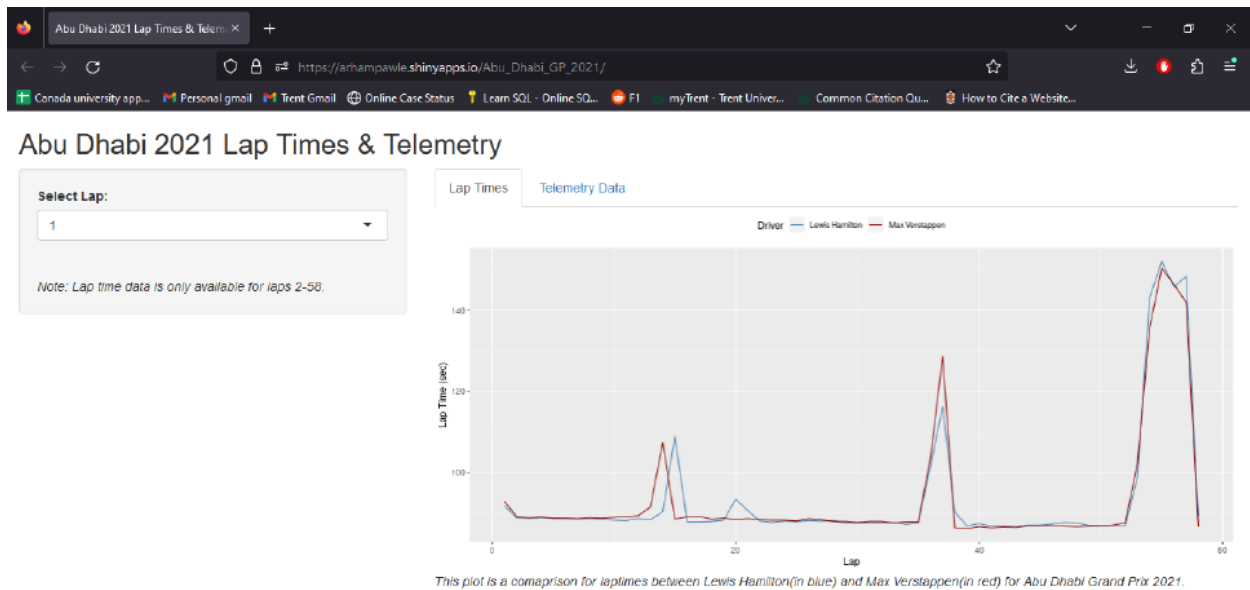 Abu Dhabi 2021 Lap Times & Telem
https://arhampawle.shinyapps.io/Abu_Dhabi_GP_2021/
Canada university app... Personal gmail Trent Gmail Online Case Status Learn SQL - Online SQ... F1 myTrent - Trent Univer... Common Citation Qu... How to Cite a Website...
Abu Dhabi 2021 Lap Times & Telemetry
Select Lap:
1
Note: Lap time data is only available for laps 2-58.
Lap Times Telemetry Data
Driver Lewis Hamilton Max Verstappen
140
120
100
Lap Time (sec)
0 20 40 60
Lap
This plot is a comaprison for laptimes between Lewis Hamilton(in blue) and Max Verstappen(in red) for Abu Dhabi Grand Prix 2021.